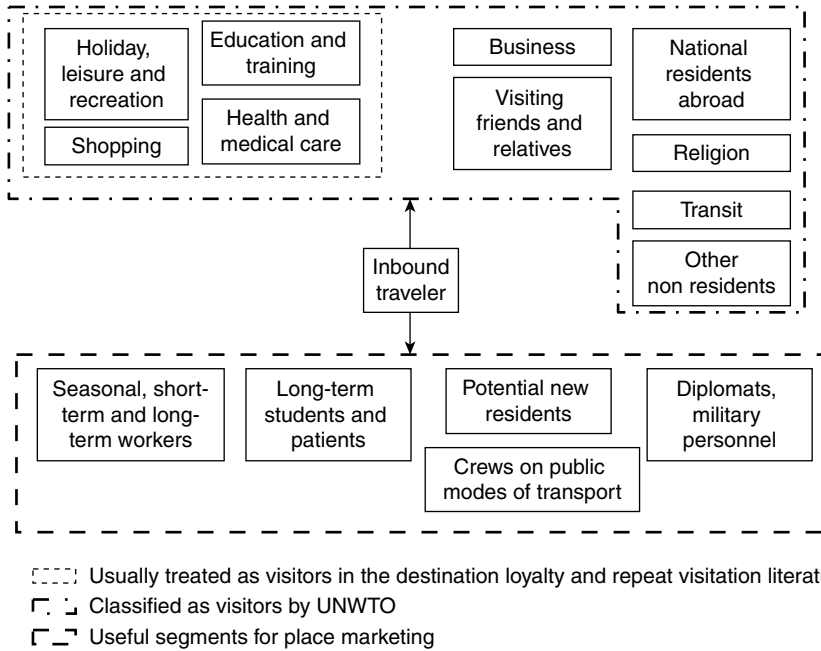 Holiday,
leisure and
recreation
Shopping
Education and
training
Health and
medical care
Business
Visiting
friends and
relatives
National
residents
abroad
Religion
Transit
Other
non residents
Inbound
traveler
Seasonal, short-
term and long-
term workers
Long-term
students and
patients
Potential new
residents
Crews on public
modes of transport
Diplomats,
military
personnel
Usually treated as visitors in the destination loyalty and repeat visitation literati
Classified as visitors by UNWTO
Useful segments for place marketing